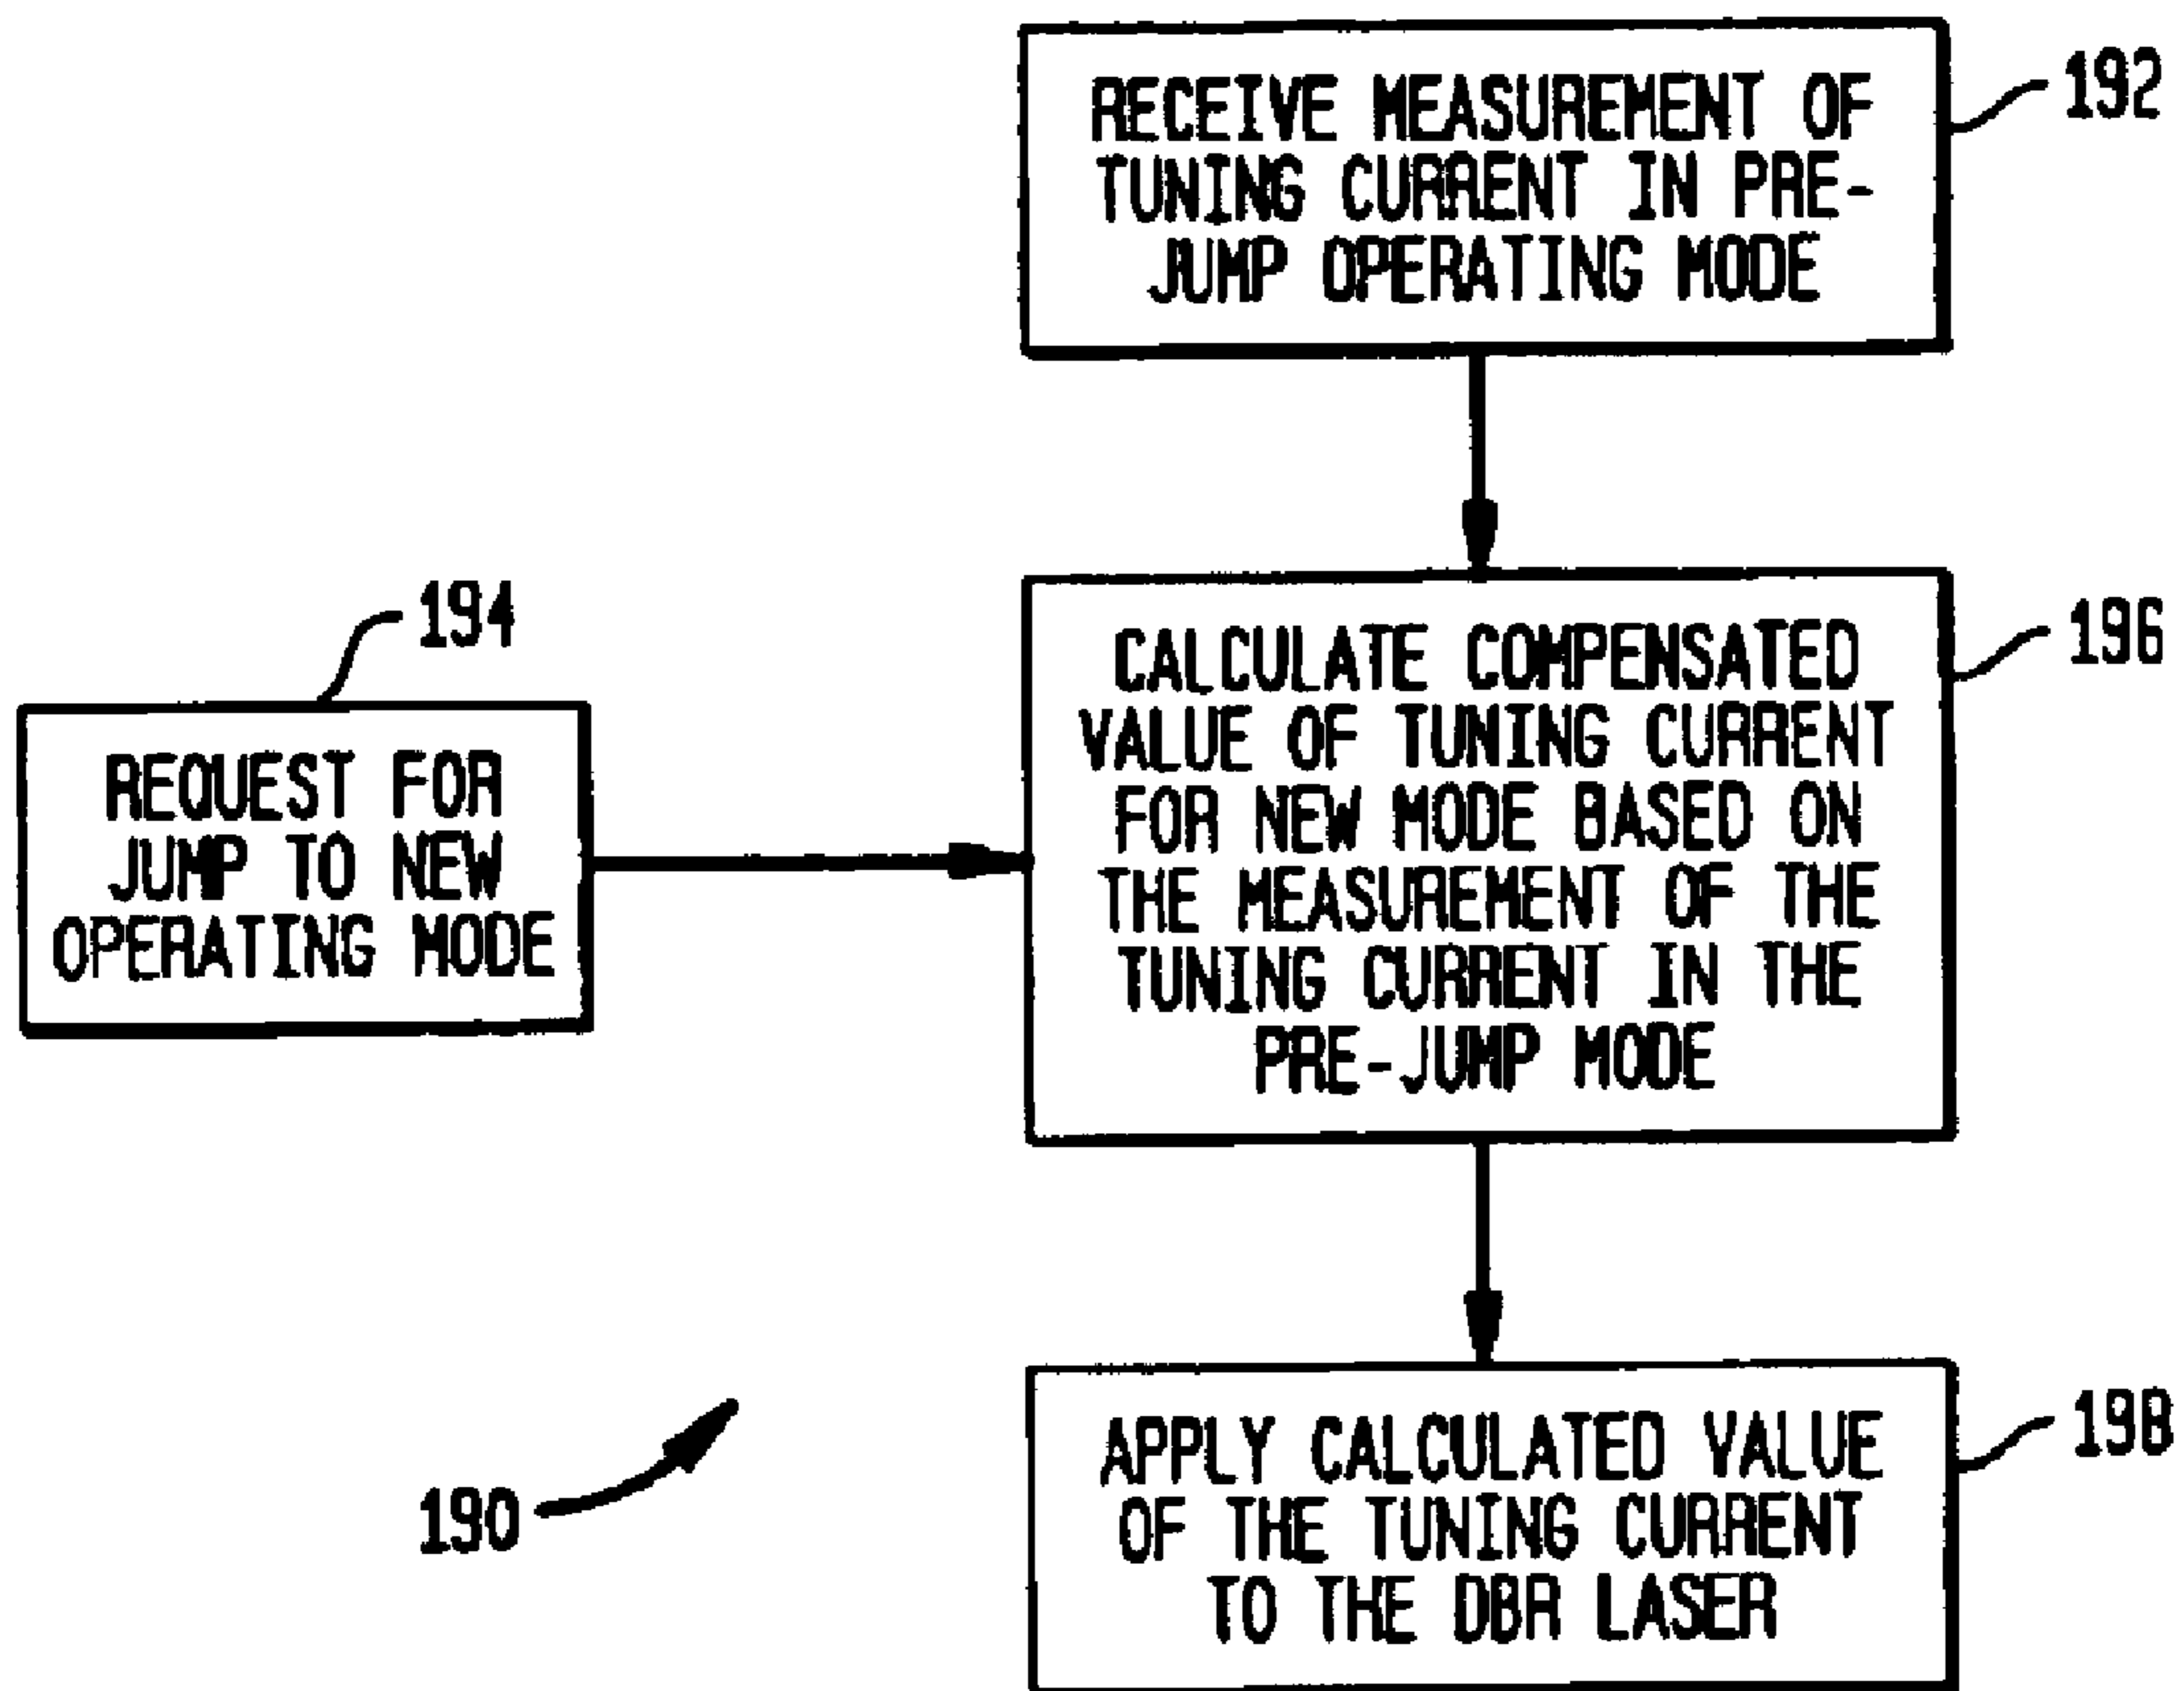 RECEIVE MEASUREMENT OF
TUNING CURRENT IN PRE-
JUMP OPERATING MODE
192
194
REQUEST FOR
JUMP TO NEW
OPERATING MODE
CALCULATE COMPENSATED
VALUE OF TUNING CURRENT
FOR NEW MODE BASED ON
THE MEASUREMENT OF THE
TUNING CURRENT IN THE
PRE-JUMP MODE
196
190
APPLY CALCULATED VALUE
OF THE TUNING CURRENT
TO THE DBR LASER
198